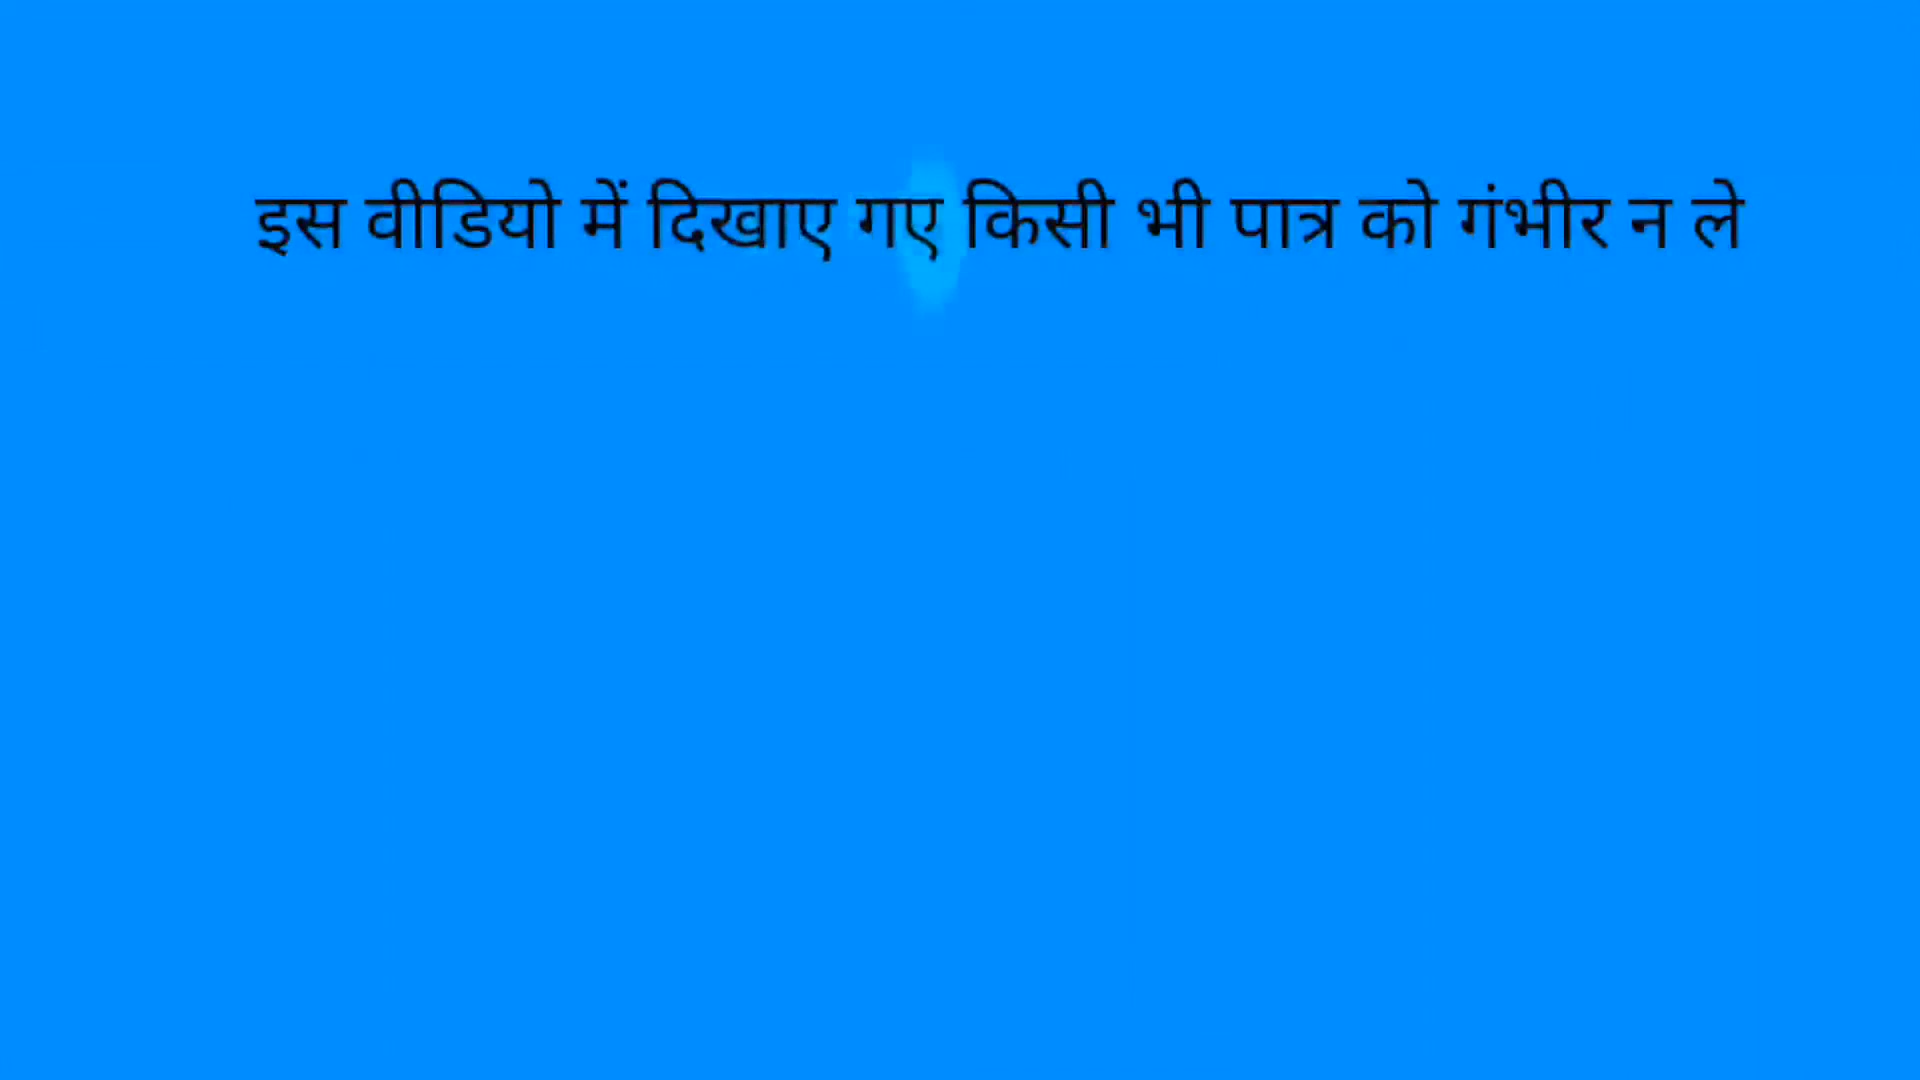 इस वीडियो में दिखाए गए किसी भी पात्र को गंभीर न ले